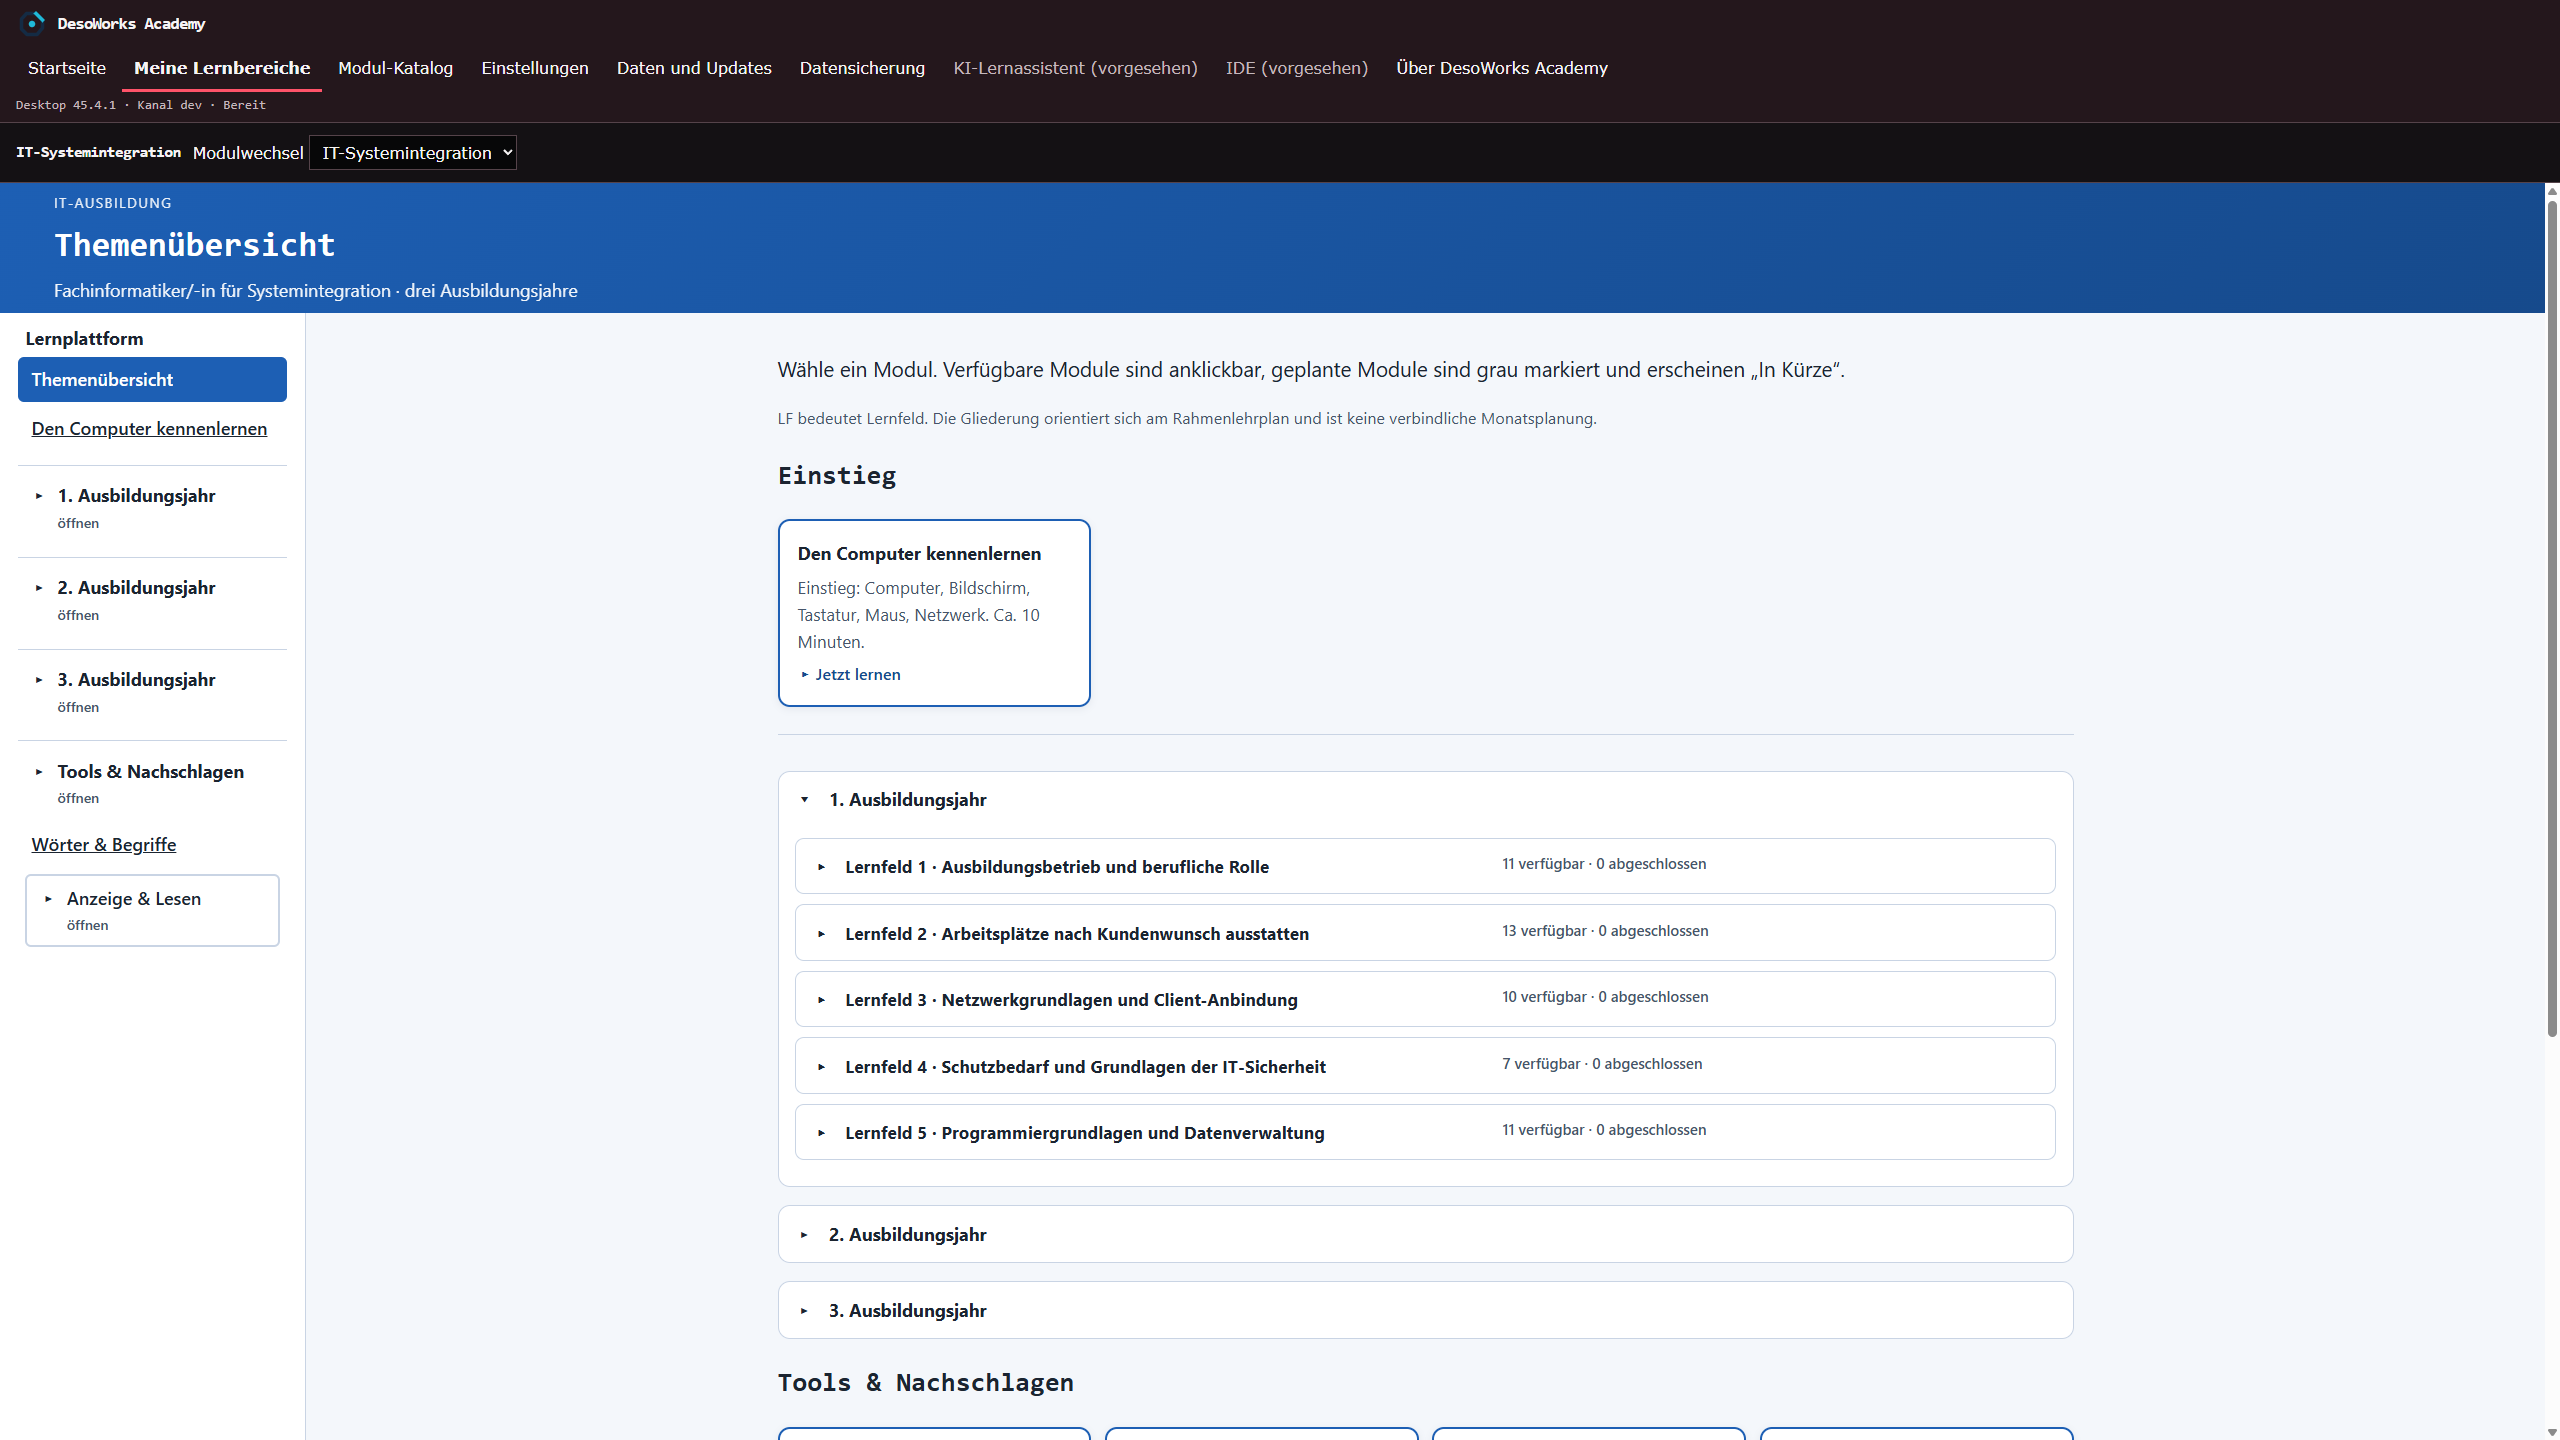 DesoWorks Academy
Startseite Meine Lernbereiche Modul-Katalog Einstellungen Daten und Updates Datensicherung KI-Lernassistent (vorgesehen) IDE (vorgesehen) Über DesoWorks Academy
Desktop 45.4.1 · Kanal dev · Bereit
IT-Systemintegration Modulwechsel IT-Systemintegration
IT-AUSBILDUNG
Themenübersicht
Fachinformatiker/-in für Systemintegration · drei Ausbildungsjahre
Lernplattform
Themenübersicht
Den Computer kennenlernen
1. Ausbildungsjahr
öffnen
2. Ausbildungsjahr
öffnen
3. Ausbildungsjahr
öffnen
Tools & Nachschlagen
öffnen
Wörter & Begriffe
Anzeige & Lesen
öffnen
Wähle ein Modul. Verfügbare Module sind anklickbar, geplante Module sind grau markiert und erscheinen „In Kürze“.
LF bedeutet Lernfeld. Die Gliederung orientiert sich am Rahmenlehrplan und ist keine verbindliche Monatsplanung.
Einstieg
Den Computer kennenlernen
Einstieg: Computer, Bildschirm,
Tastatur, Maus, Netzwerk. Ca. 10
Minuten.
Jetzt lernen
1. Ausbildungsjahr
Lernfeld 1 · Ausbildungsbetrieb und berufliche Rolle 11 verfügbar · 0 abgeschlossen
Lernfeld 2 · Arbeitsplätze nach Kundenwunsch ausstatten 13 verfügbar · 0 abgeschlossen
Lernfeld 3 · Netzwerkgrundlagen und Client-Anbindung 10 verfügbar · 0 abgeschlossen
Lernfeld 4 · Schutzbedarf und Grundlagen der IT-Sicherheit 7 verfügbar · 0 abgeschlossen
Lernfeld 5 · Programmiergrundlagen und Datenverwaltung 11 verfügbar · 0 abgeschlossen
2. Ausbildungsjahr
3. Ausbildungsjahr
Tools & Nachschlagen